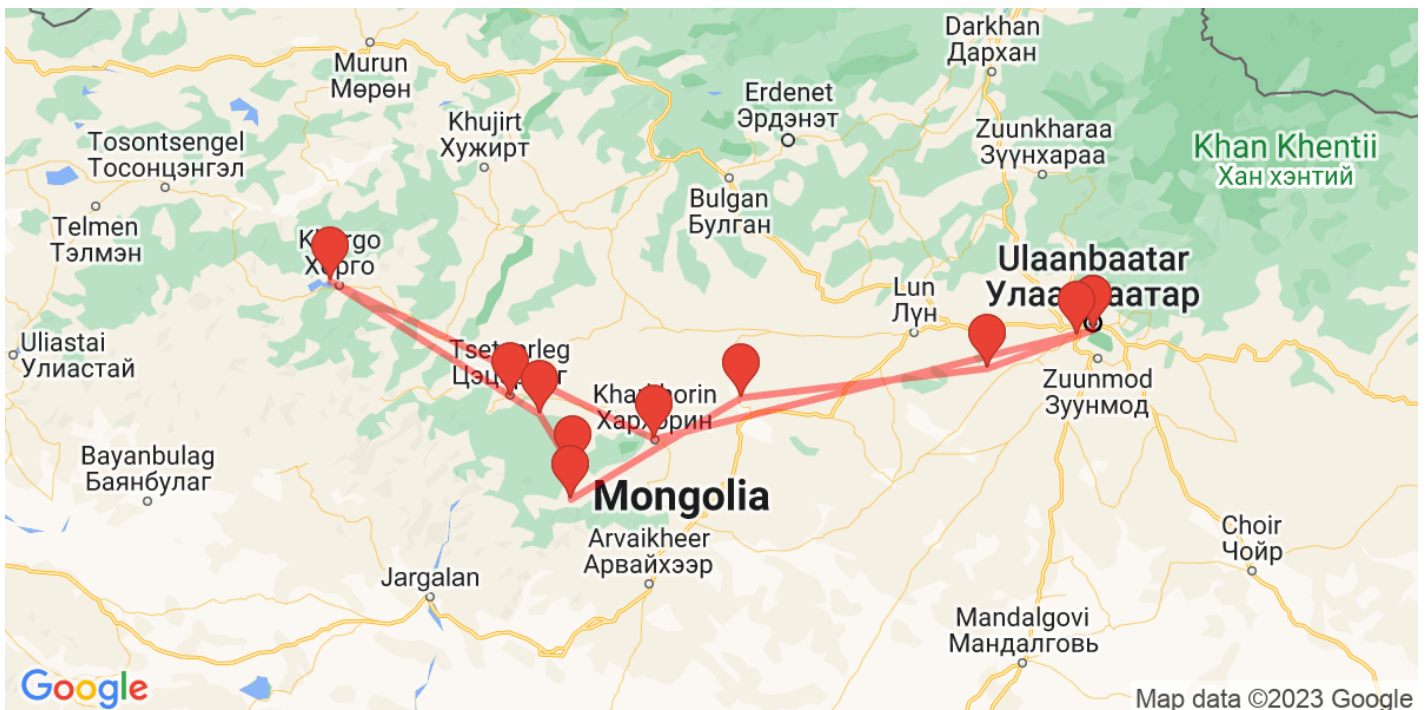 Darkhan
Дархан
Murun
Мөрөн
Erdenet
Эрдэнэт
Khujirt
Хужирт
Zuunkharaa
Зүүнхараа
Tosontsengel
Тосонцэнгэл
Khan Khentii
Хан хэнтий
Bulgan
Булган
Telmen
Тэлмэн
Ulaanbaatar
Lun
Лүн
Uliastai
Улиастай
Zuunmod
Зуунмод
Bayanbulag
Баянбулаг
Mongolia
Choir
Чойр
Arvaikheer
Арвайхээр
Jargalan
Mandalgovi
Мандалговь
Google
Map data ©2023 Google